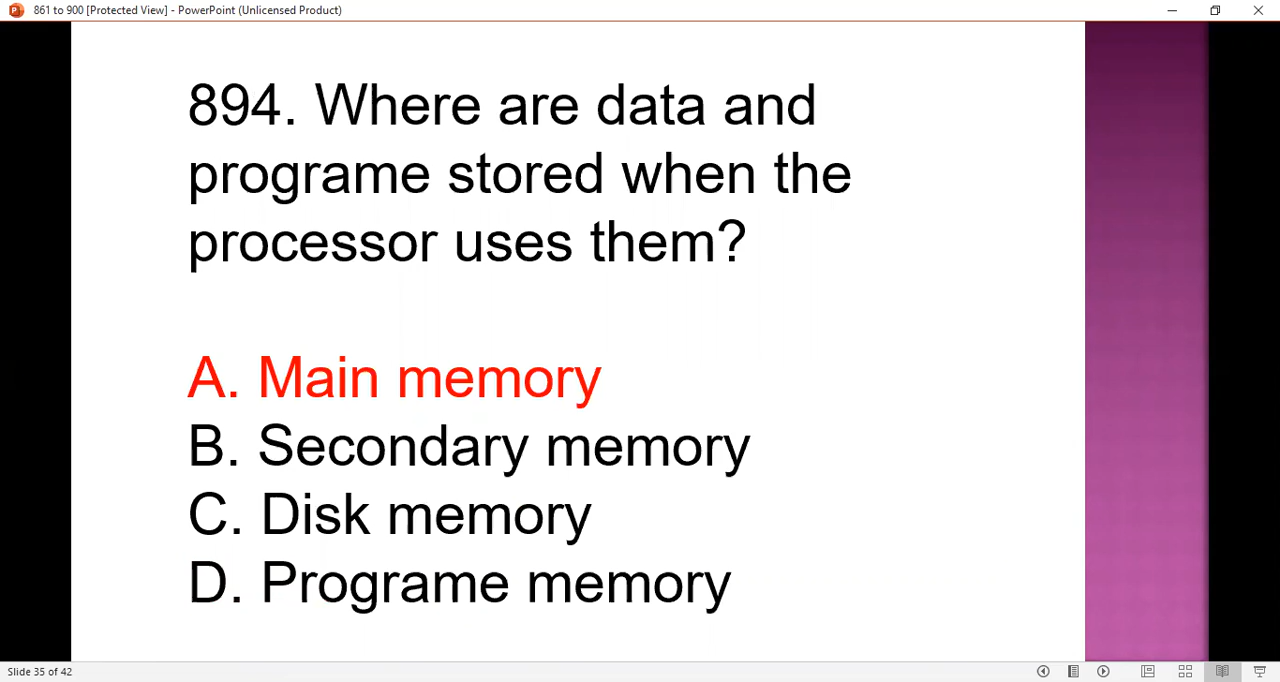 861 to 900 [Protected View] - PowerPoint (Unlicensed Product)
894. Where are data and
programe stored when the
processor uses them?
A. Main memory
B. Secondary memory
C. Disk memory
D. Programe memory
Slide 35 of 42